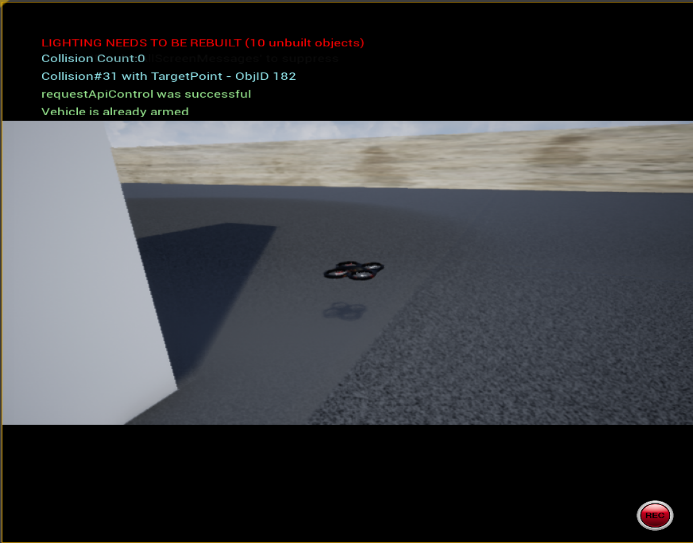 LIGHTING NEEDS TO BE REBUILT (10 unbuilt objects)
Collision Count:0 ScreenMessages' to suppress
Collision#31 with TargetPoint - ObjID 182
requestApiControl was successful
Vehicle is already armed
REC